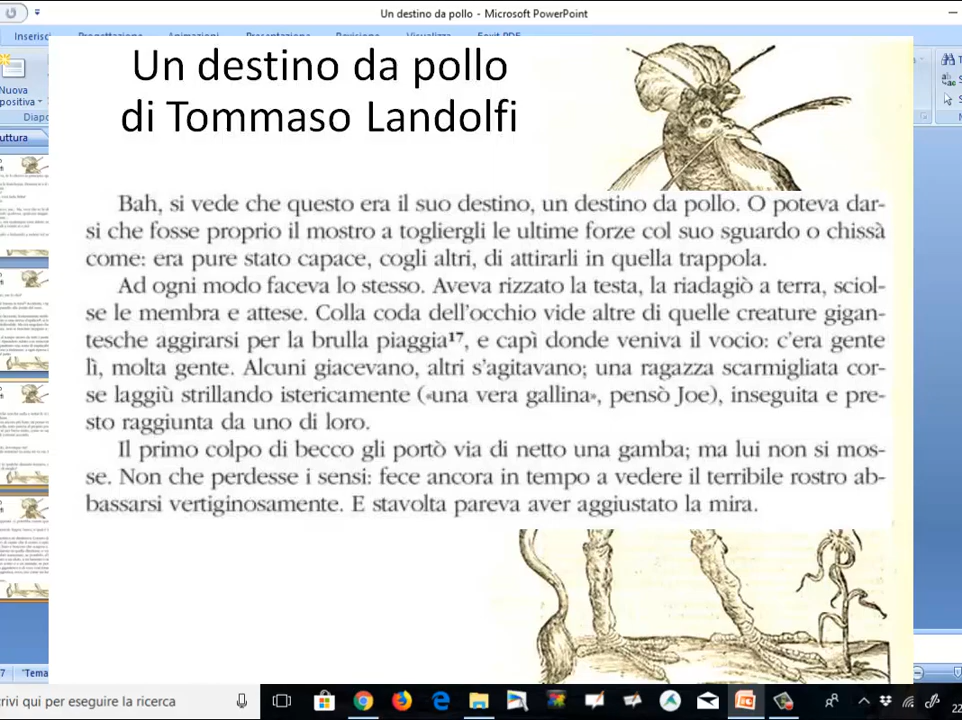 Un destino da pollo - Microsoft PowerPoint
Inserisci Progettazione Animazioni Presentazione Revisione Visualizza Foxit PDF
Nuova
Un destino da pollo
di Tommaso Landolfi
Bah, si vede che questo era il suo destino, un destino da pollo. O poteva dar-
si che fosse proprio il mostro a togliergli le ultime forze col suo sguardo o chissà
come: era pure stato capace, cogli altri, di attirarli in quella trappola.
Ad ogni modo faceva lo stesso. Aveva rizzato la testa, la riadagiò a terra, sciol-
se le membra e attese. Colla coda dell'occhio vide altre di quelle creature gigan-
tesche aggirarsi per la brulla piaggia¹⁷, e capì donde veniva il vocio: c'era gente
lì, molta gente. Alcuni giacevano, altri s'agitavano; una ragazza scarmigliata cor-
se laggiù strillando istericamente («una vera gallina», pensò Joe), inseguita e pre-
sto raggiunta da uno di loro.
Il primo colpo di becco gli portò via di netto una gamba; ma lui non si mos-
se. Non che perdesse i sensi: fece ancora in tempo a vedere il terribile rostro ab-
bassarsi vertiginosamente. E stavolta pareva aver aggiustato la mira.
7 "Tema
rivi qui per eseguire la ricerca
22